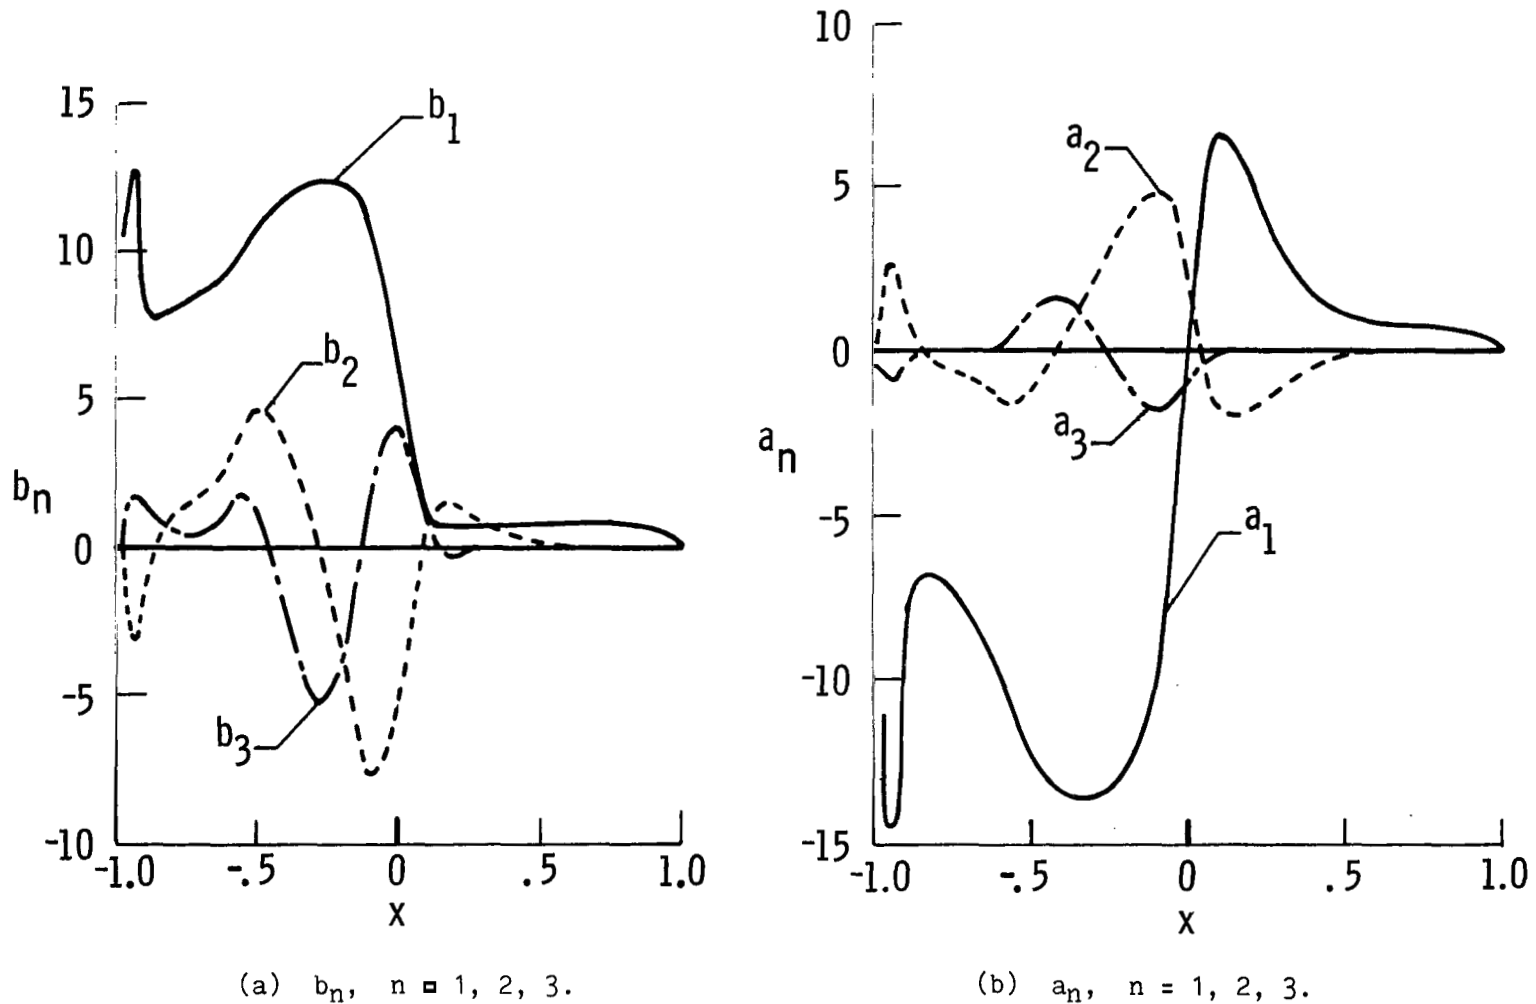 15
10
5
0
-5
-10
b1
b2
b3
bn
-1.0 -.5 0 .5 1.0
X
(a) bn, n = 1, 2, 3.
10
5
0
-5
-10
-15
a2
a3
a1
an
-1.0 -.5 0 .5 1.0
X
(b) an, n = 1, 2, 3.